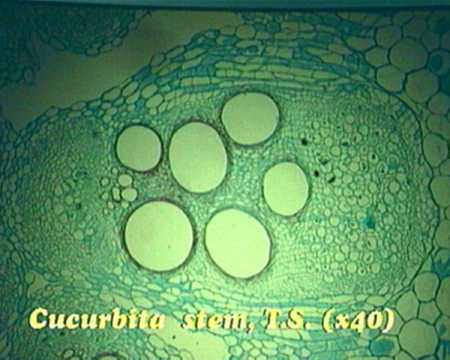 Cucurbita stem, T.S. (x40)